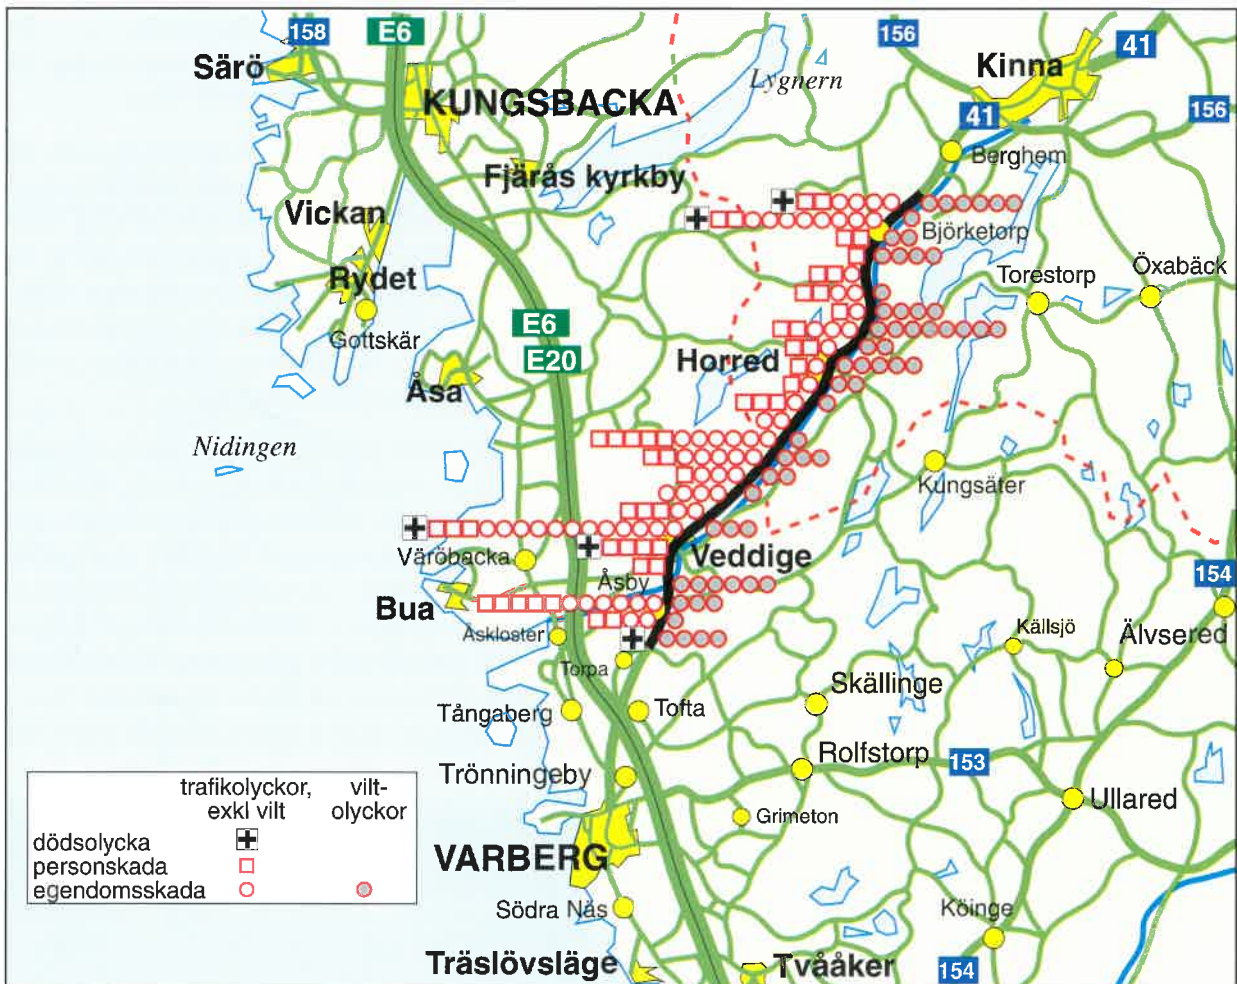 158
E6
156
41
Särö
Kinna
Lygnern
KUNGSBACKA
41
156
Berghem
Fjärås kyrkby
Vickan
Björketorp
Rydet
Torestorp
Öxabäck
Gottskär
E6
E20
Horred
Åsa
Nidingen
Kungsäter
Väröbacka
Veddige
154
Åsby
Bua
Åskloster
Källsjö
Älvsered
Torpa
Skällinge
Tångaberg
Tofta
Rolfstorp
153
Trönningeby
Ullared
Grimeton
trafikolyckor, vilt-
exkl vilt olyckor
dödsolycka
personskada
egendomsskada
VARBERG
Södra Näs
Köinge
Träslövsläge
Tvååker
154